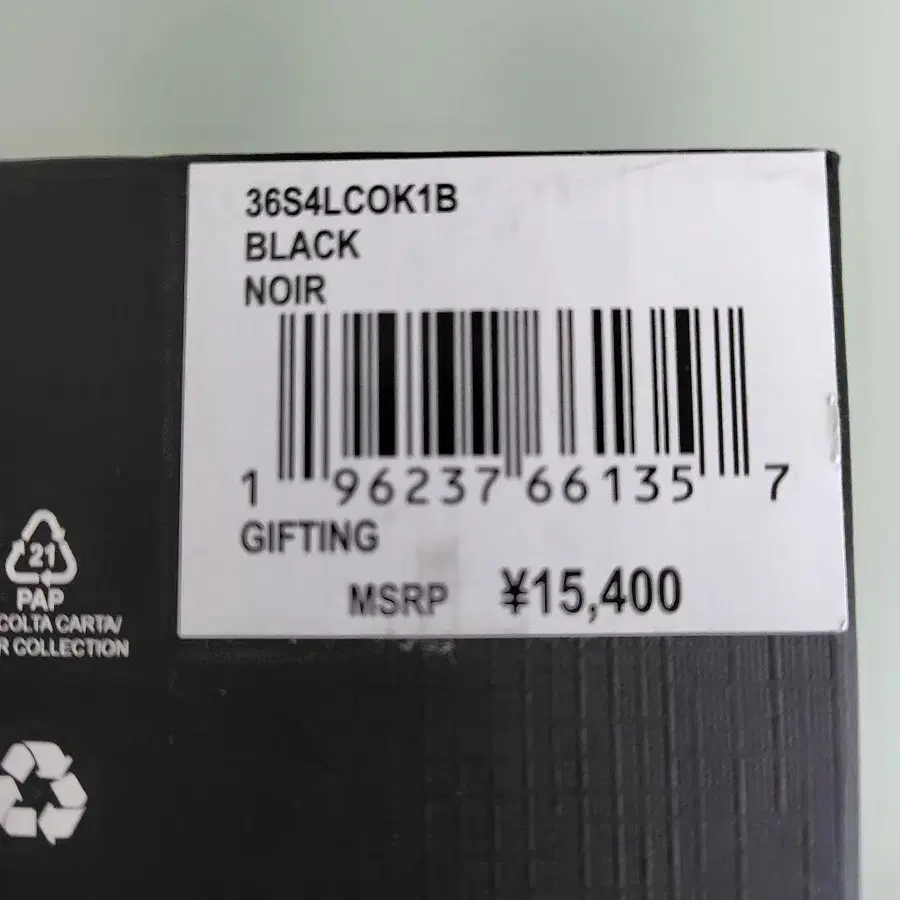 36S4LCOK1B
BLACK
NOIR
1 96237 66135 7
GIFTING
MSRP ¥15,400
21
PAP
COLTA CARTA/
R COLLECTION